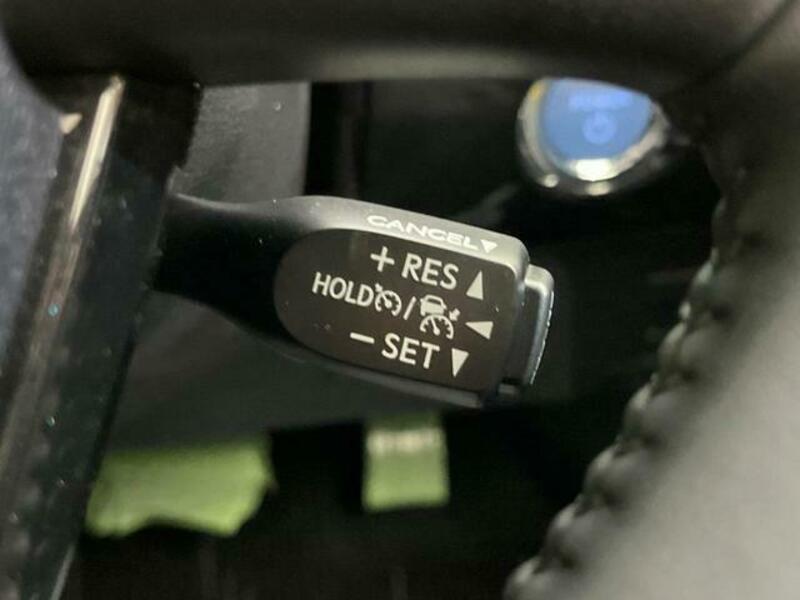 CANCEL▼
+ RES ▲
HOLD / ◀
− SET ▼